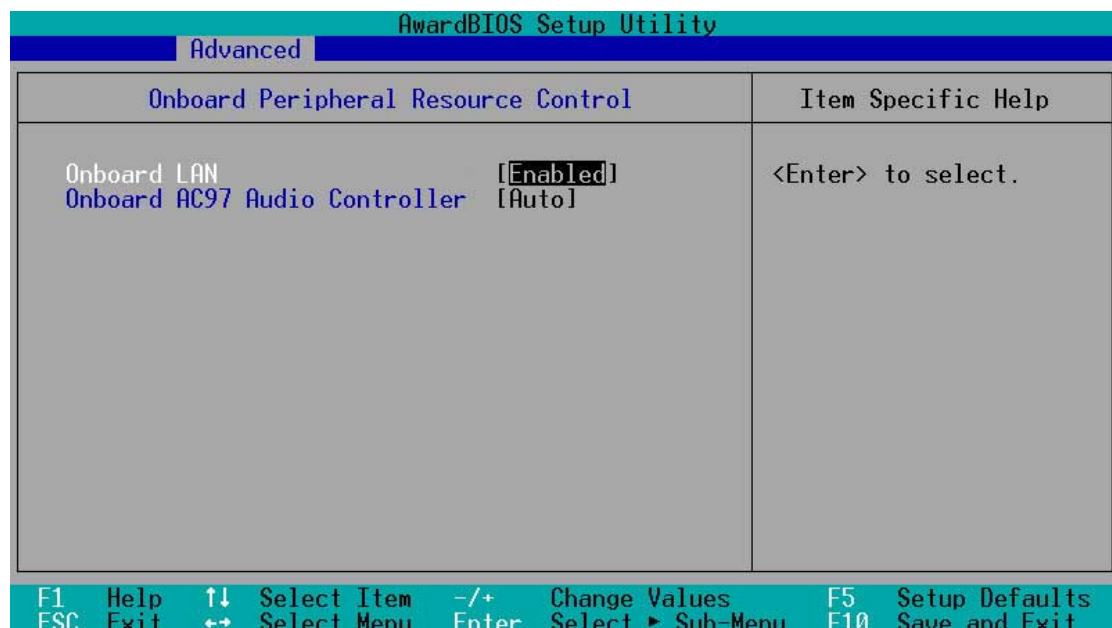 AwardBIOS Setup Utility
Advanced
Onboard Peripheral Resource Control
Item Specific Help
Onboard LAN [Enabled]
Onboard AC97 Audio Controller [Auto]
<Enter> to select.
F1 Help ↑↓ Select Item -/+ Change Values F5 Setup Defaults
ESC Exit ←→ Select Menu Enter Select ► Sub-Menu F10 Save and Exit